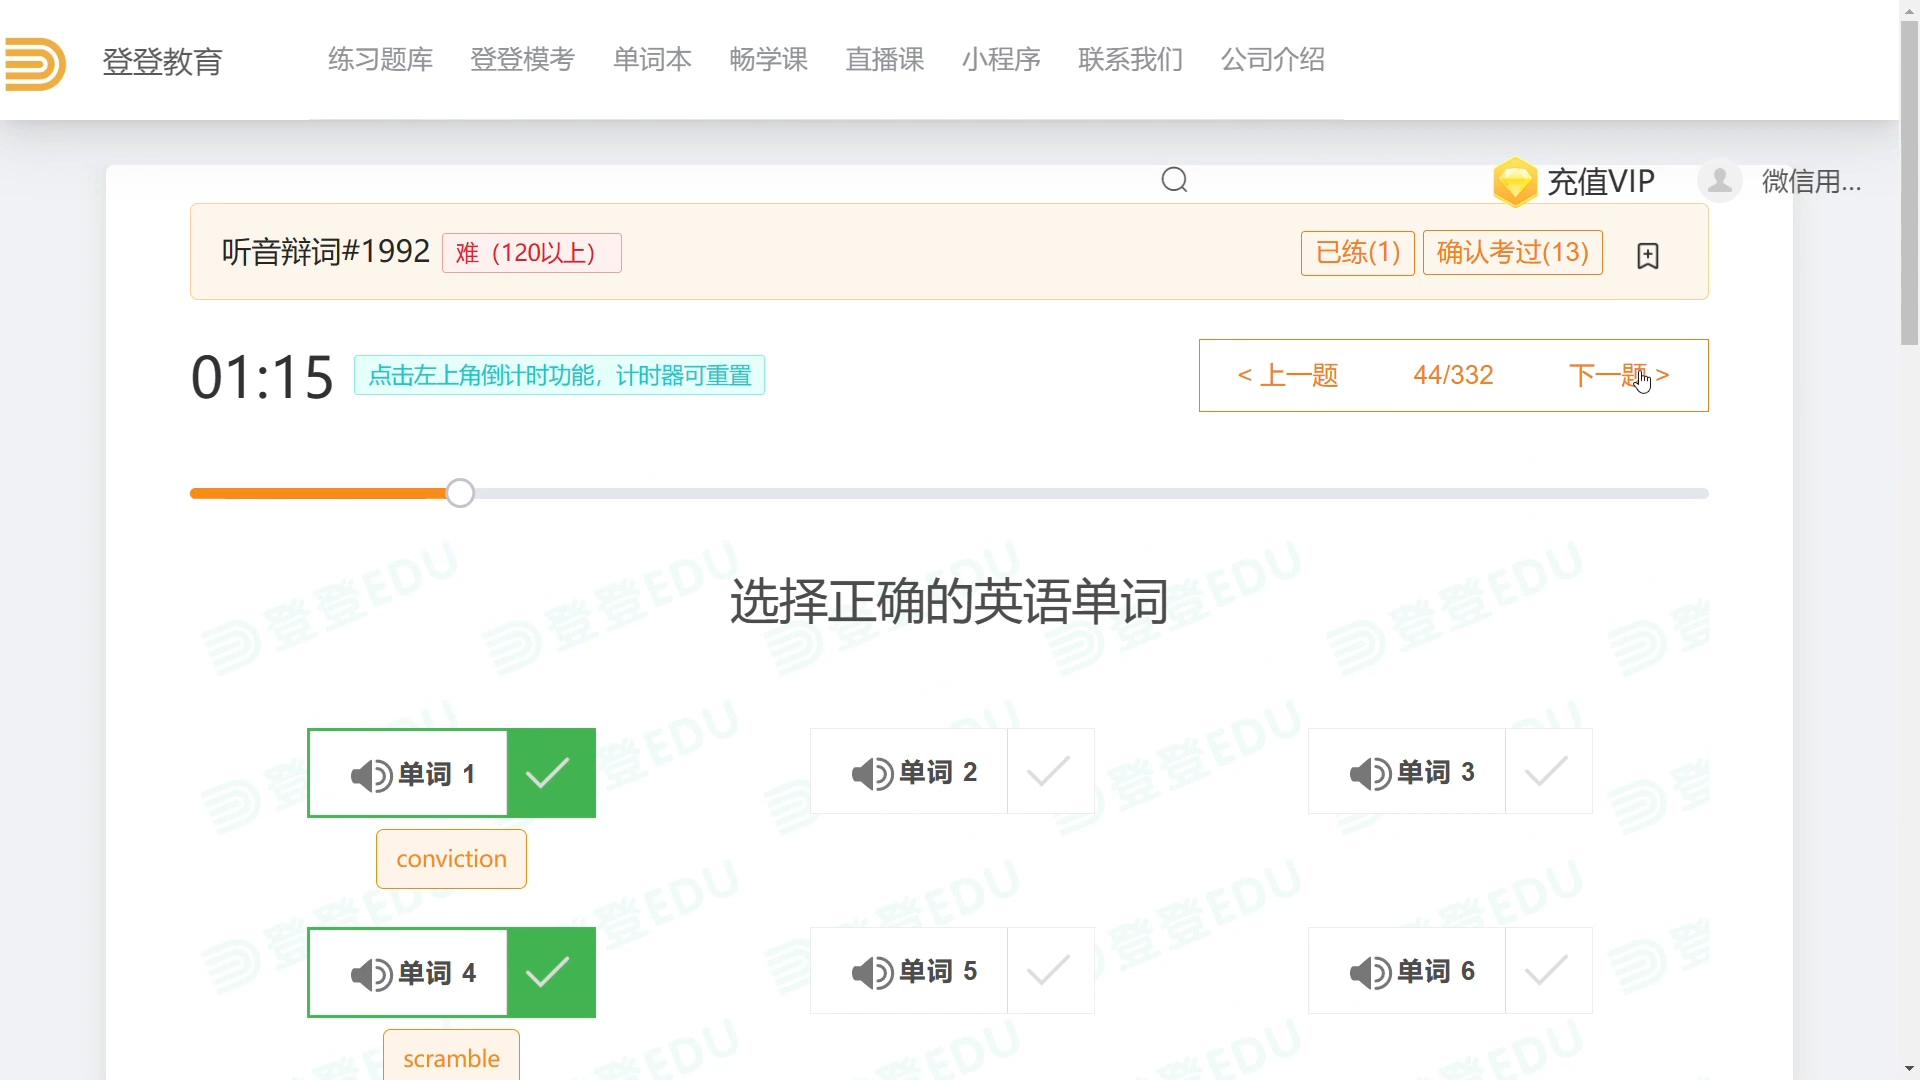 登登教育
练习题库 登登模考 单词本 畅学课 直播课 小程序 联系我们 公司介绍
充值VIP 微信用...
听音辩词#1992 难（120以上） 已练(1) 确认考过(13)
01:15 点击左上角倒计时功能，计时器可重置 < 上一题 44/332 下一题 >
选择正确的英语单词
单词 1 单词 2 单词 3
conviction
单词 4 单词 5 单词 6
scramble
登登EDU